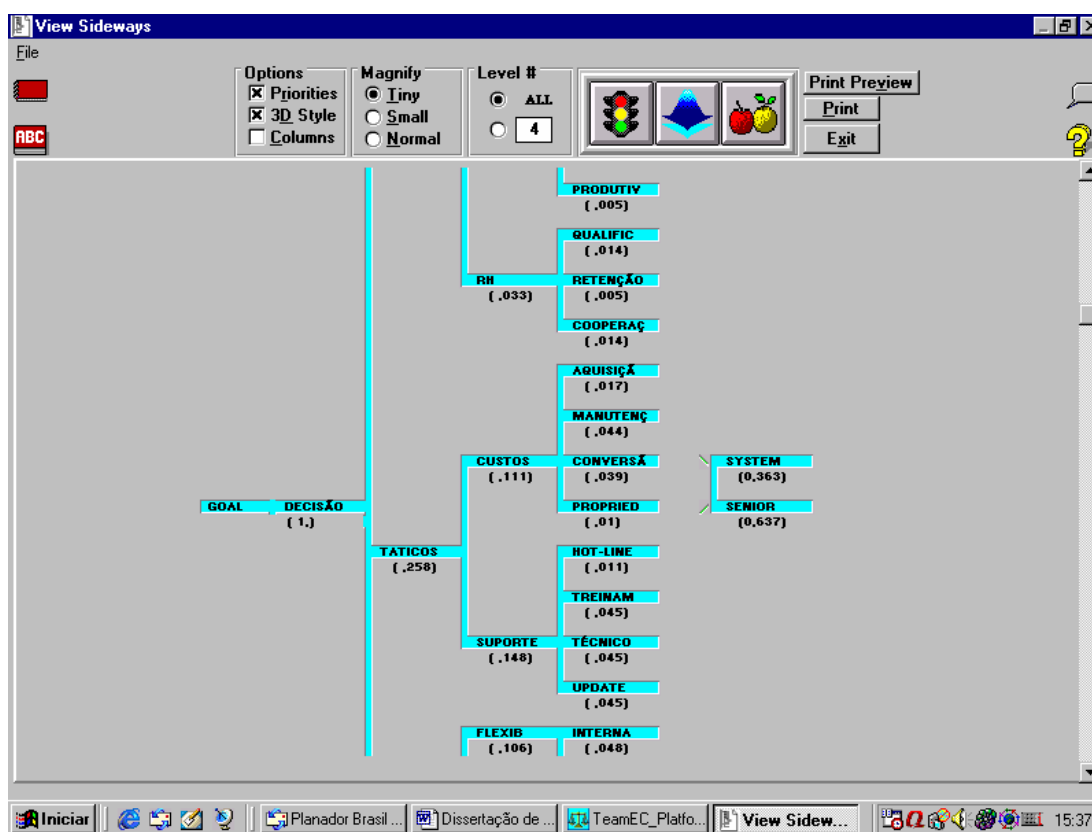 View Sideways
File
Options
Priorities
3D Style
Columns
Magnify
Tiny
Small
Normal
Level #
ALL
4
Print Preview
Print
Exit
ABC
PRODUTIV
( .005)
QUALIFIC
( .014)
RH
( .033)
RETENÇÃO
( .005)
COOPERAÇ
( .014)
AQUISIÇÃ
( .017)
MANUTENÇ
( .044)
CUSTOS
( .111)
CONVERSÃ
( .039)
SYSTEM
(0,363)
GOAL
DECISÃO
( 1,)
PROPRIED
( .01)
SENIOR
(0,637)
TATICOS
( .258)
HOT-LINE
( .011)
TREINAM
( .045)
SUPORTE
( .148)
TÉCNICO
( .045)
UPDATE
( .045)
FLEXIB
( .106)
INTERNA
( .048)
Iniciar
Planador Brasil ...
Dissertação de ...
TeamEC_Platfo...
View Sidew...
15:37